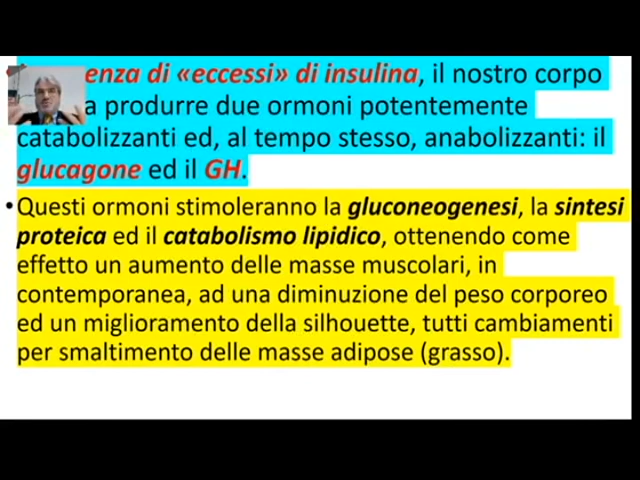 di «eccessi» di insulina, il nostro corpo
a produrre due ormoni potentemente
catabolizzanti ed, al tempo stesso, anabolizzanti: il
glucagone ed il GH.
•Questi ormoni stimoleranno la gluconeogenesi, la sintesi
proteica ed il catabolismo lipidico, ottenendo come
effetto un aumento delle masse muscolari, in
contemporanea, ad una diminuzione del peso corporeo
ed un miglioramento della silhouette, tutti cambiamenti
per smaltimento delle masse adipose (grasso).